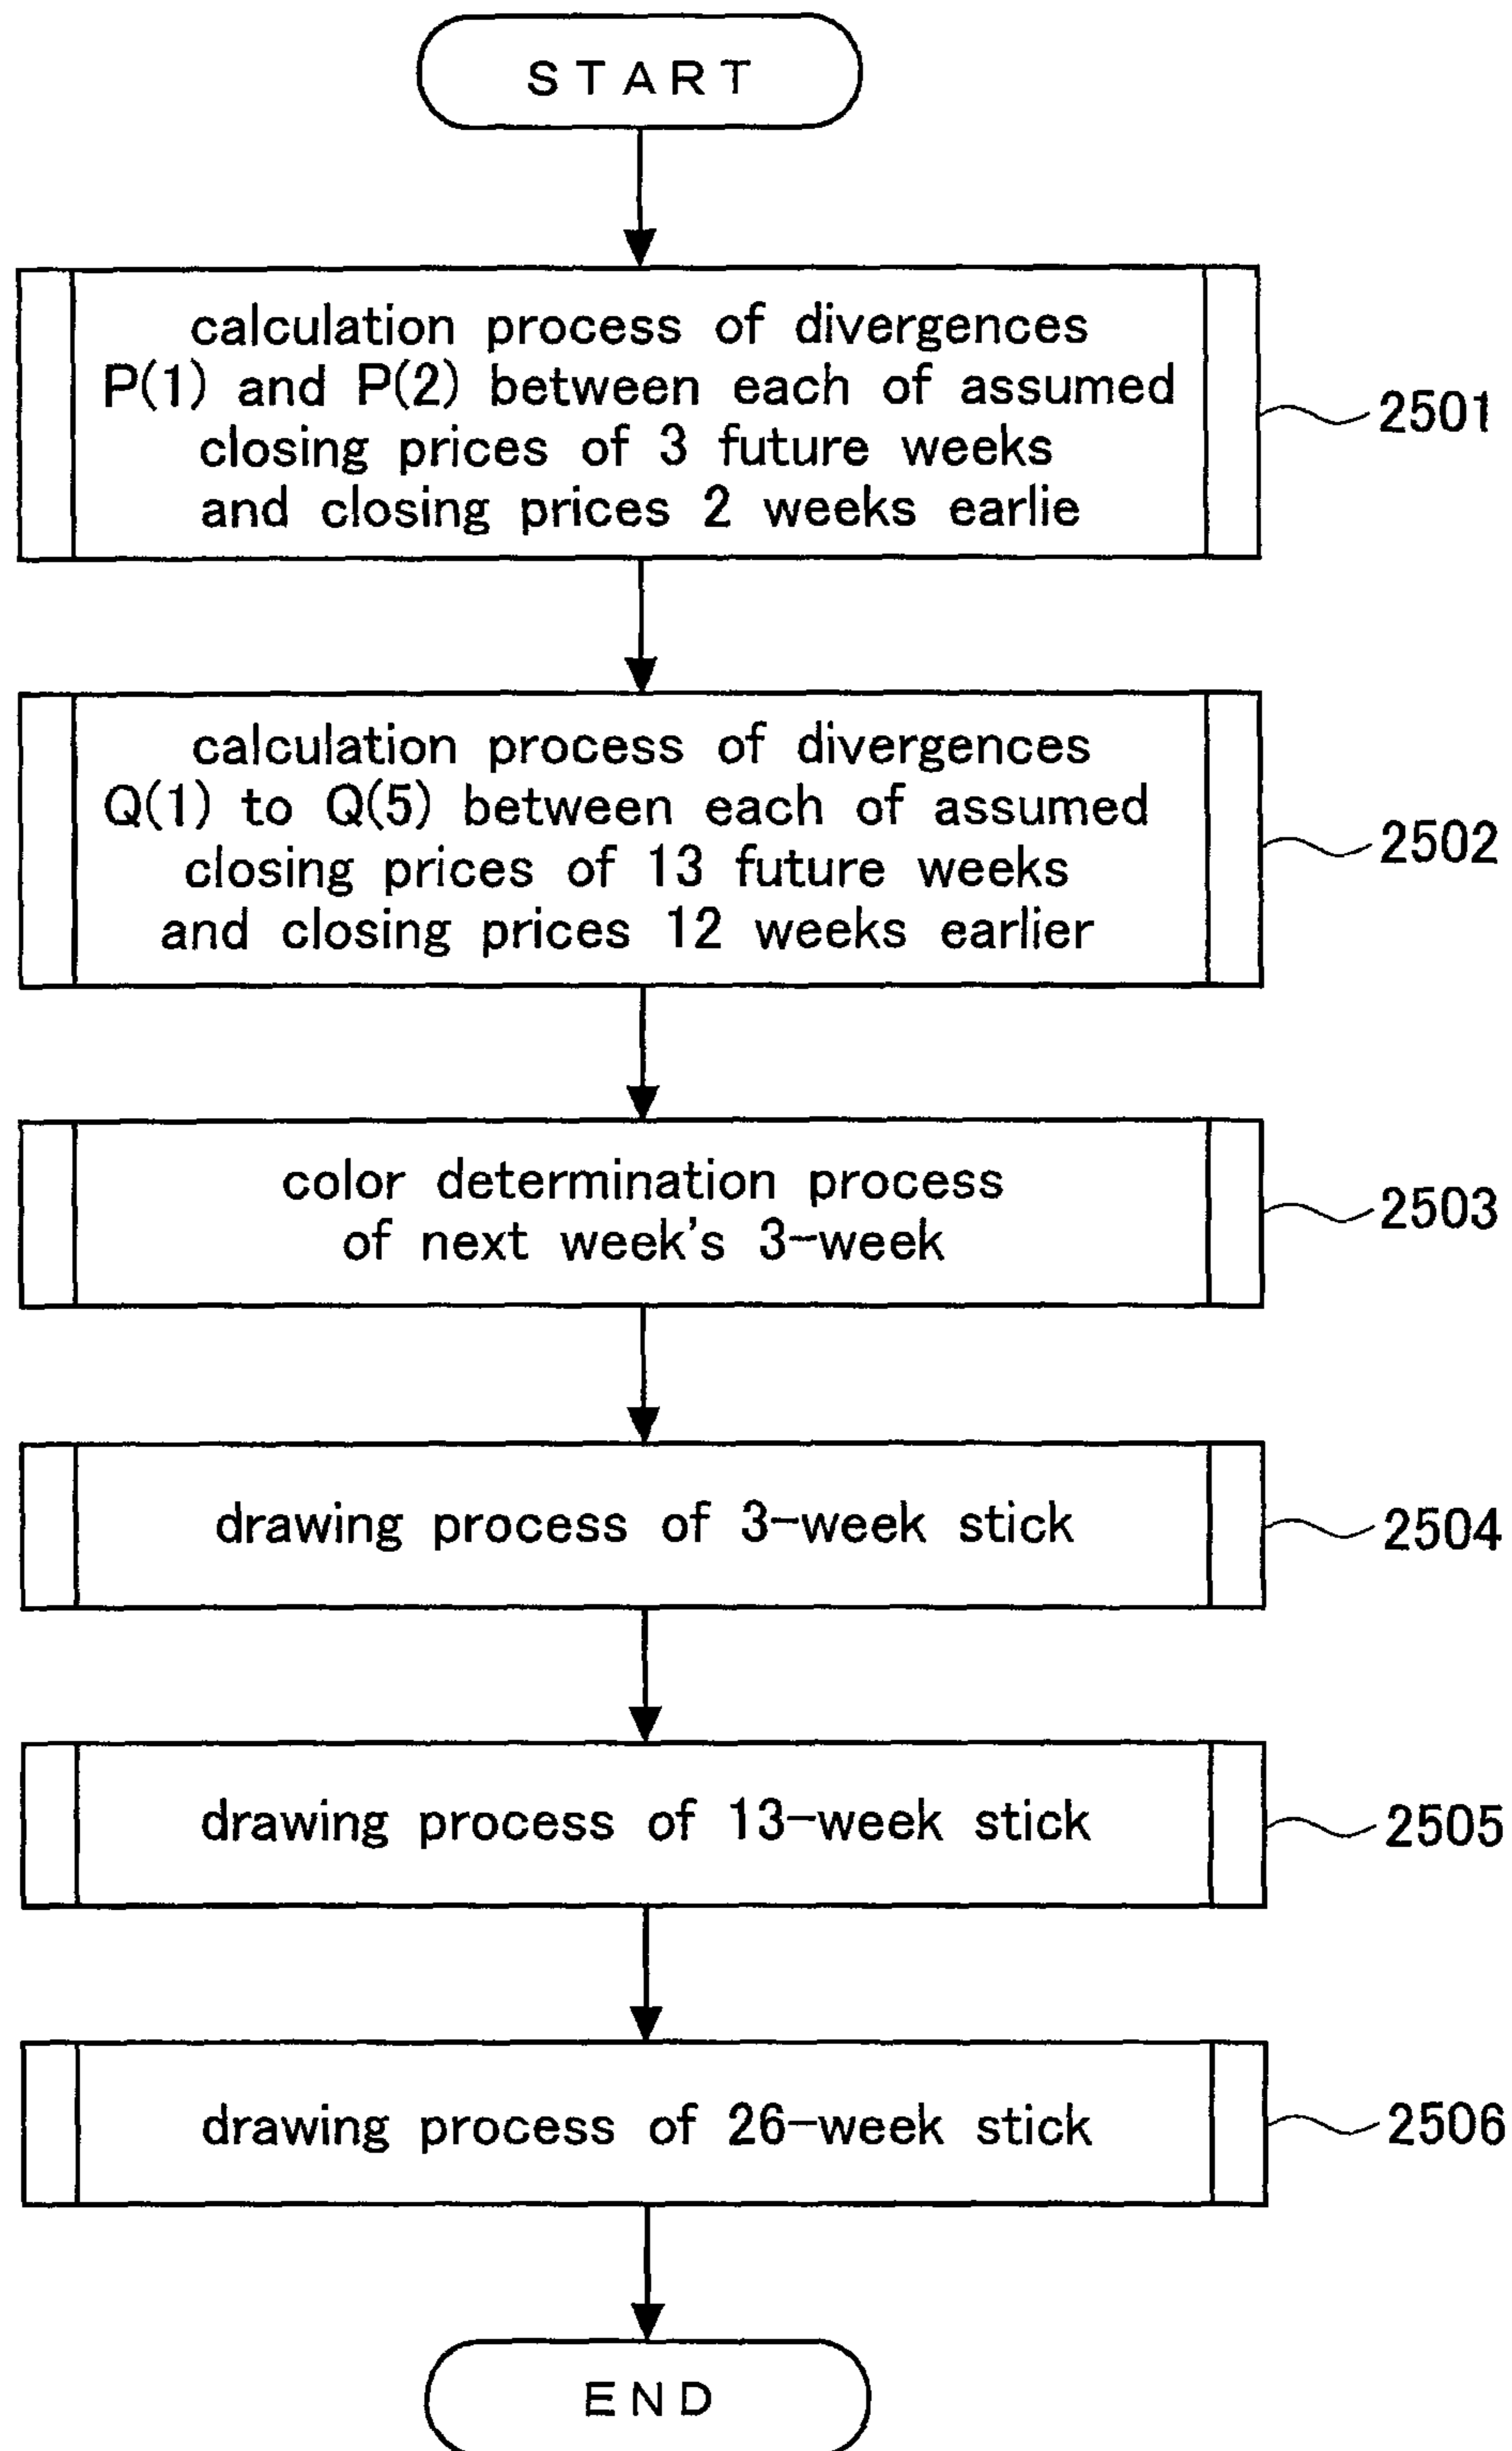 START
calculation process of divergences
P(1) and P(2) between each of assumed
closing prices of 3 future weeks
and closing prices 2 weeks earlie
2501
calculation process of divergences
Q(1) to Q(5) between each of assumed
closing prices of 13 future weeks
and closing prices 12 weeks earlier
2502
color determination process
of next week's 3-week
2503
drawing process of 3-week stick
2504
drawing process of 13-week stick
2505
drawing process of 26-week stick
2506
END